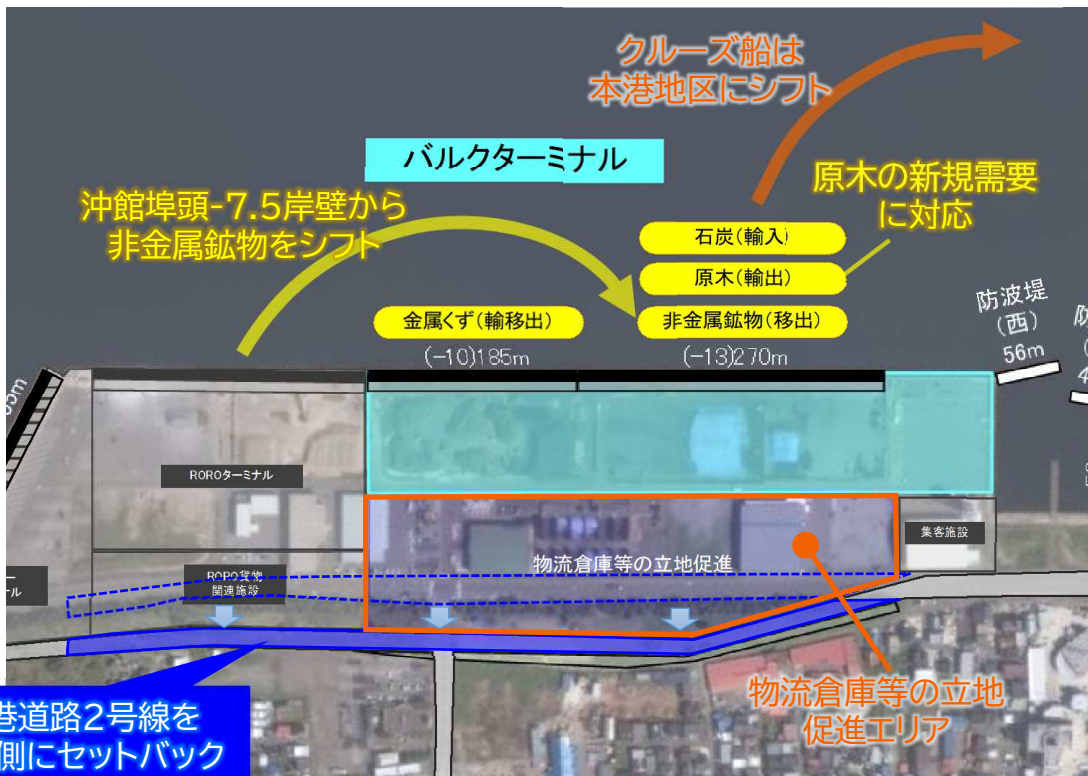 クルーズ船は
本港地区にシフト
バルクターミナル
沖館埠頭-7.5岸壁から
非金属鉱物をシフト
原木の新規需要
に対応
石炭(輸入)
原木(輸出)
金属くず(輸移出)
非金属鉱物(移出)
(-10)185m
(-13)270m
防波堤
(西)
56m
ROROターミナル
集客施設
物流倉庫等の立地促進
RORO貨物
関連施設
港道路2号線を
側にセットバック
物流倉庫等の立地
促進エリア